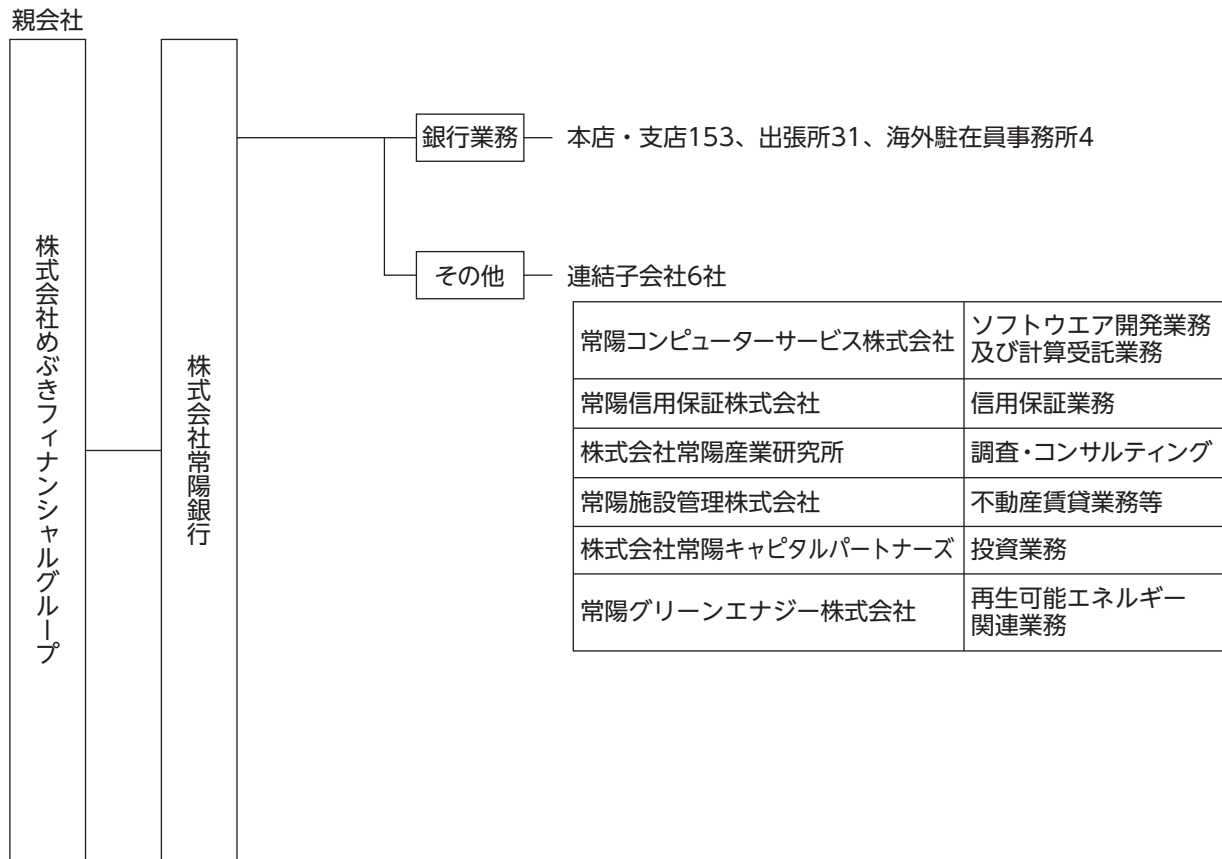 親会社
株式会社めぶきフィナンシャルグループ
株式会社常陽銀行
銀行業務
本店・支店153、出張所31、海外駐在員事務所4
その他
連結子会社6社
常陽コンピューターサービス株式会社
ソフトウエア開発業務
及び計算受託業務
常陽信用保証株式会社
信用保証業務
株式会社常陽産業研究所
調査・コンサルティング
常陽施設管理株式会社
不動産賃貸業務等
株式会社常陽キャピタルパートナーズ
投資業務
常陽グリーンエナジー株式会社
再生可能エネルギー
関連業務